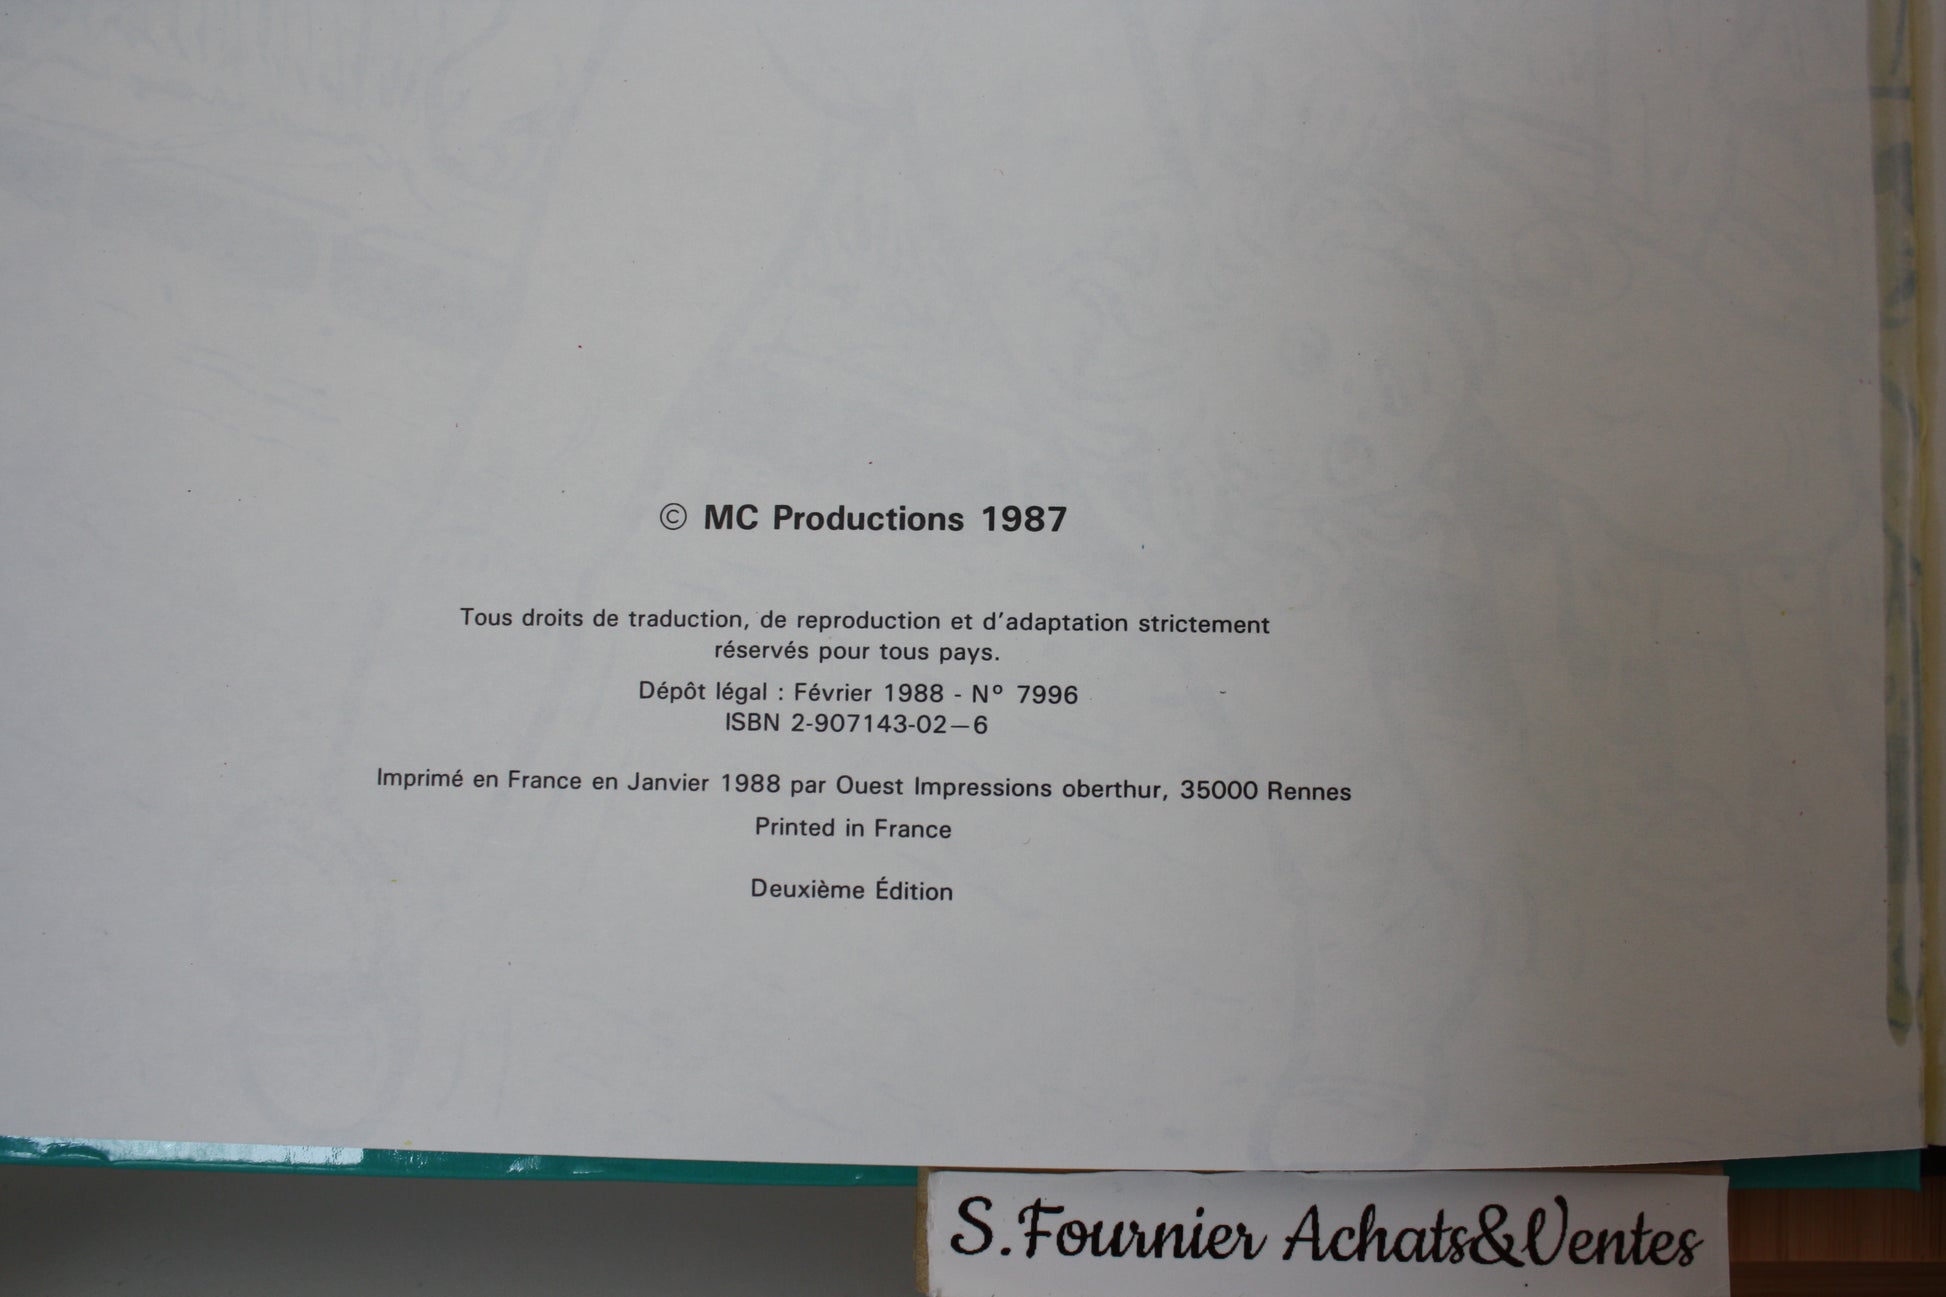 © MC Productions 1987
Tous droits de traduction, de reproduction et d'adaptation strictement
réservés pour tous pays.
Dépôt légal : Février 1988 - Nº 7996
ISBN 2-907143-02—6
Imprimé en France en Janvier 1988 par Ouest Impressions oberthur, 35000 Rennes
Printed in France
Deuxième Édition
S.Fournier Achats&Ventes